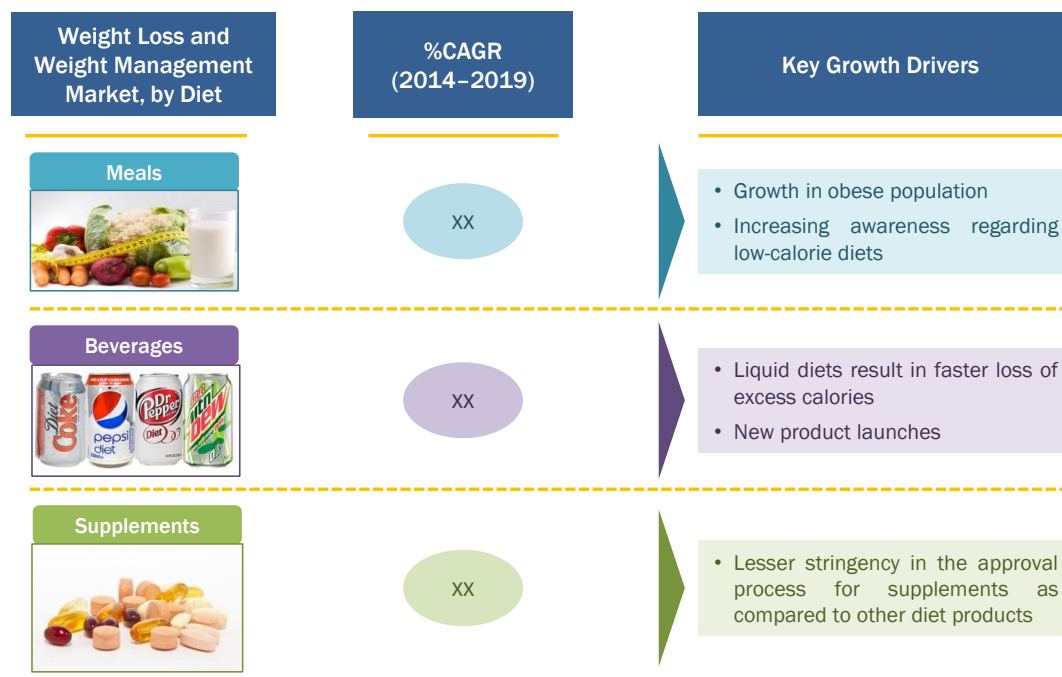 Weight Loss and
Weight Management
Market, by Diet
%CAGR
(2014–2019)
Key Growth Drivers
Meals
XX
• Growth in obese population
• Increasing awareness regarding
low-calorie diets
Beverages
Diet
Coke
pepsi
diet
Dr
Pepper
Diet
mtn
DEW
XX
• Liquid diets result in faster loss of
excess calories
• New product launches
Supplements
XX
• Lesser stringency in the approval
process for supplements as
compared to other diet products